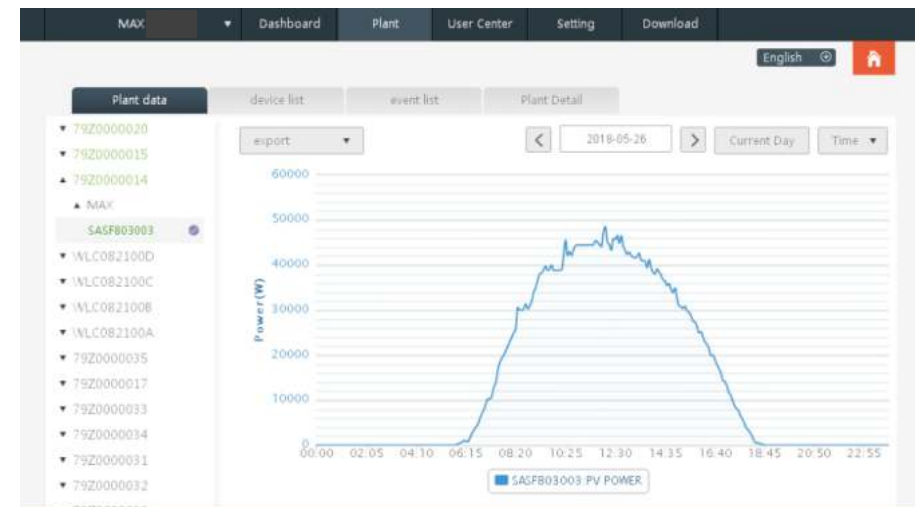 MAX Dashboard Plant User Center Setting Download
English
Plant data device list event list Plant Detail
79Z0000020
79Z0000015
79Z0000014
MAX
SASF803003
WLC082100D
WLC082100C
WLC082100B
WLC082100A
79Z0000035
79Z0000017
79Z0000033
79Z0000034
79Z0000031
79Z0000032
export 2018-05-26 Current Day Time
Power(W)
60000
50000
40000
30000
20000
10000
0
00:00 02:05 04:10 06:15 08:20 10:25 12:30 14:35 16:40 18:45 20:50 22:55
SASF803003:PV POWER